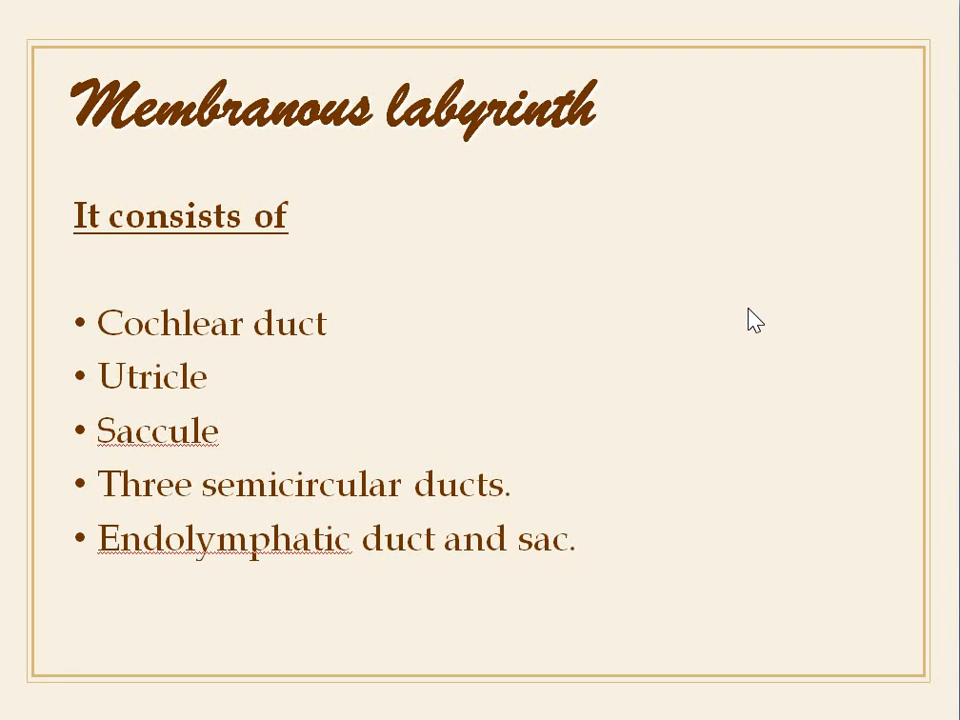 Membranous labyrinth
It consists of
• Cochlear duct
• Utricle
• Saccule
• Three semicircular ducts.
• Endolymphatic duct and sac.